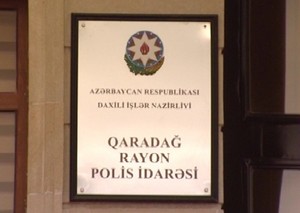 AZƏRBAYCAN RESPUBLİKASI
DAXİLİ İŞLƏR NAZİRLİYİ
QARADAĞ
RAYON
POLİS İDARƏSİ